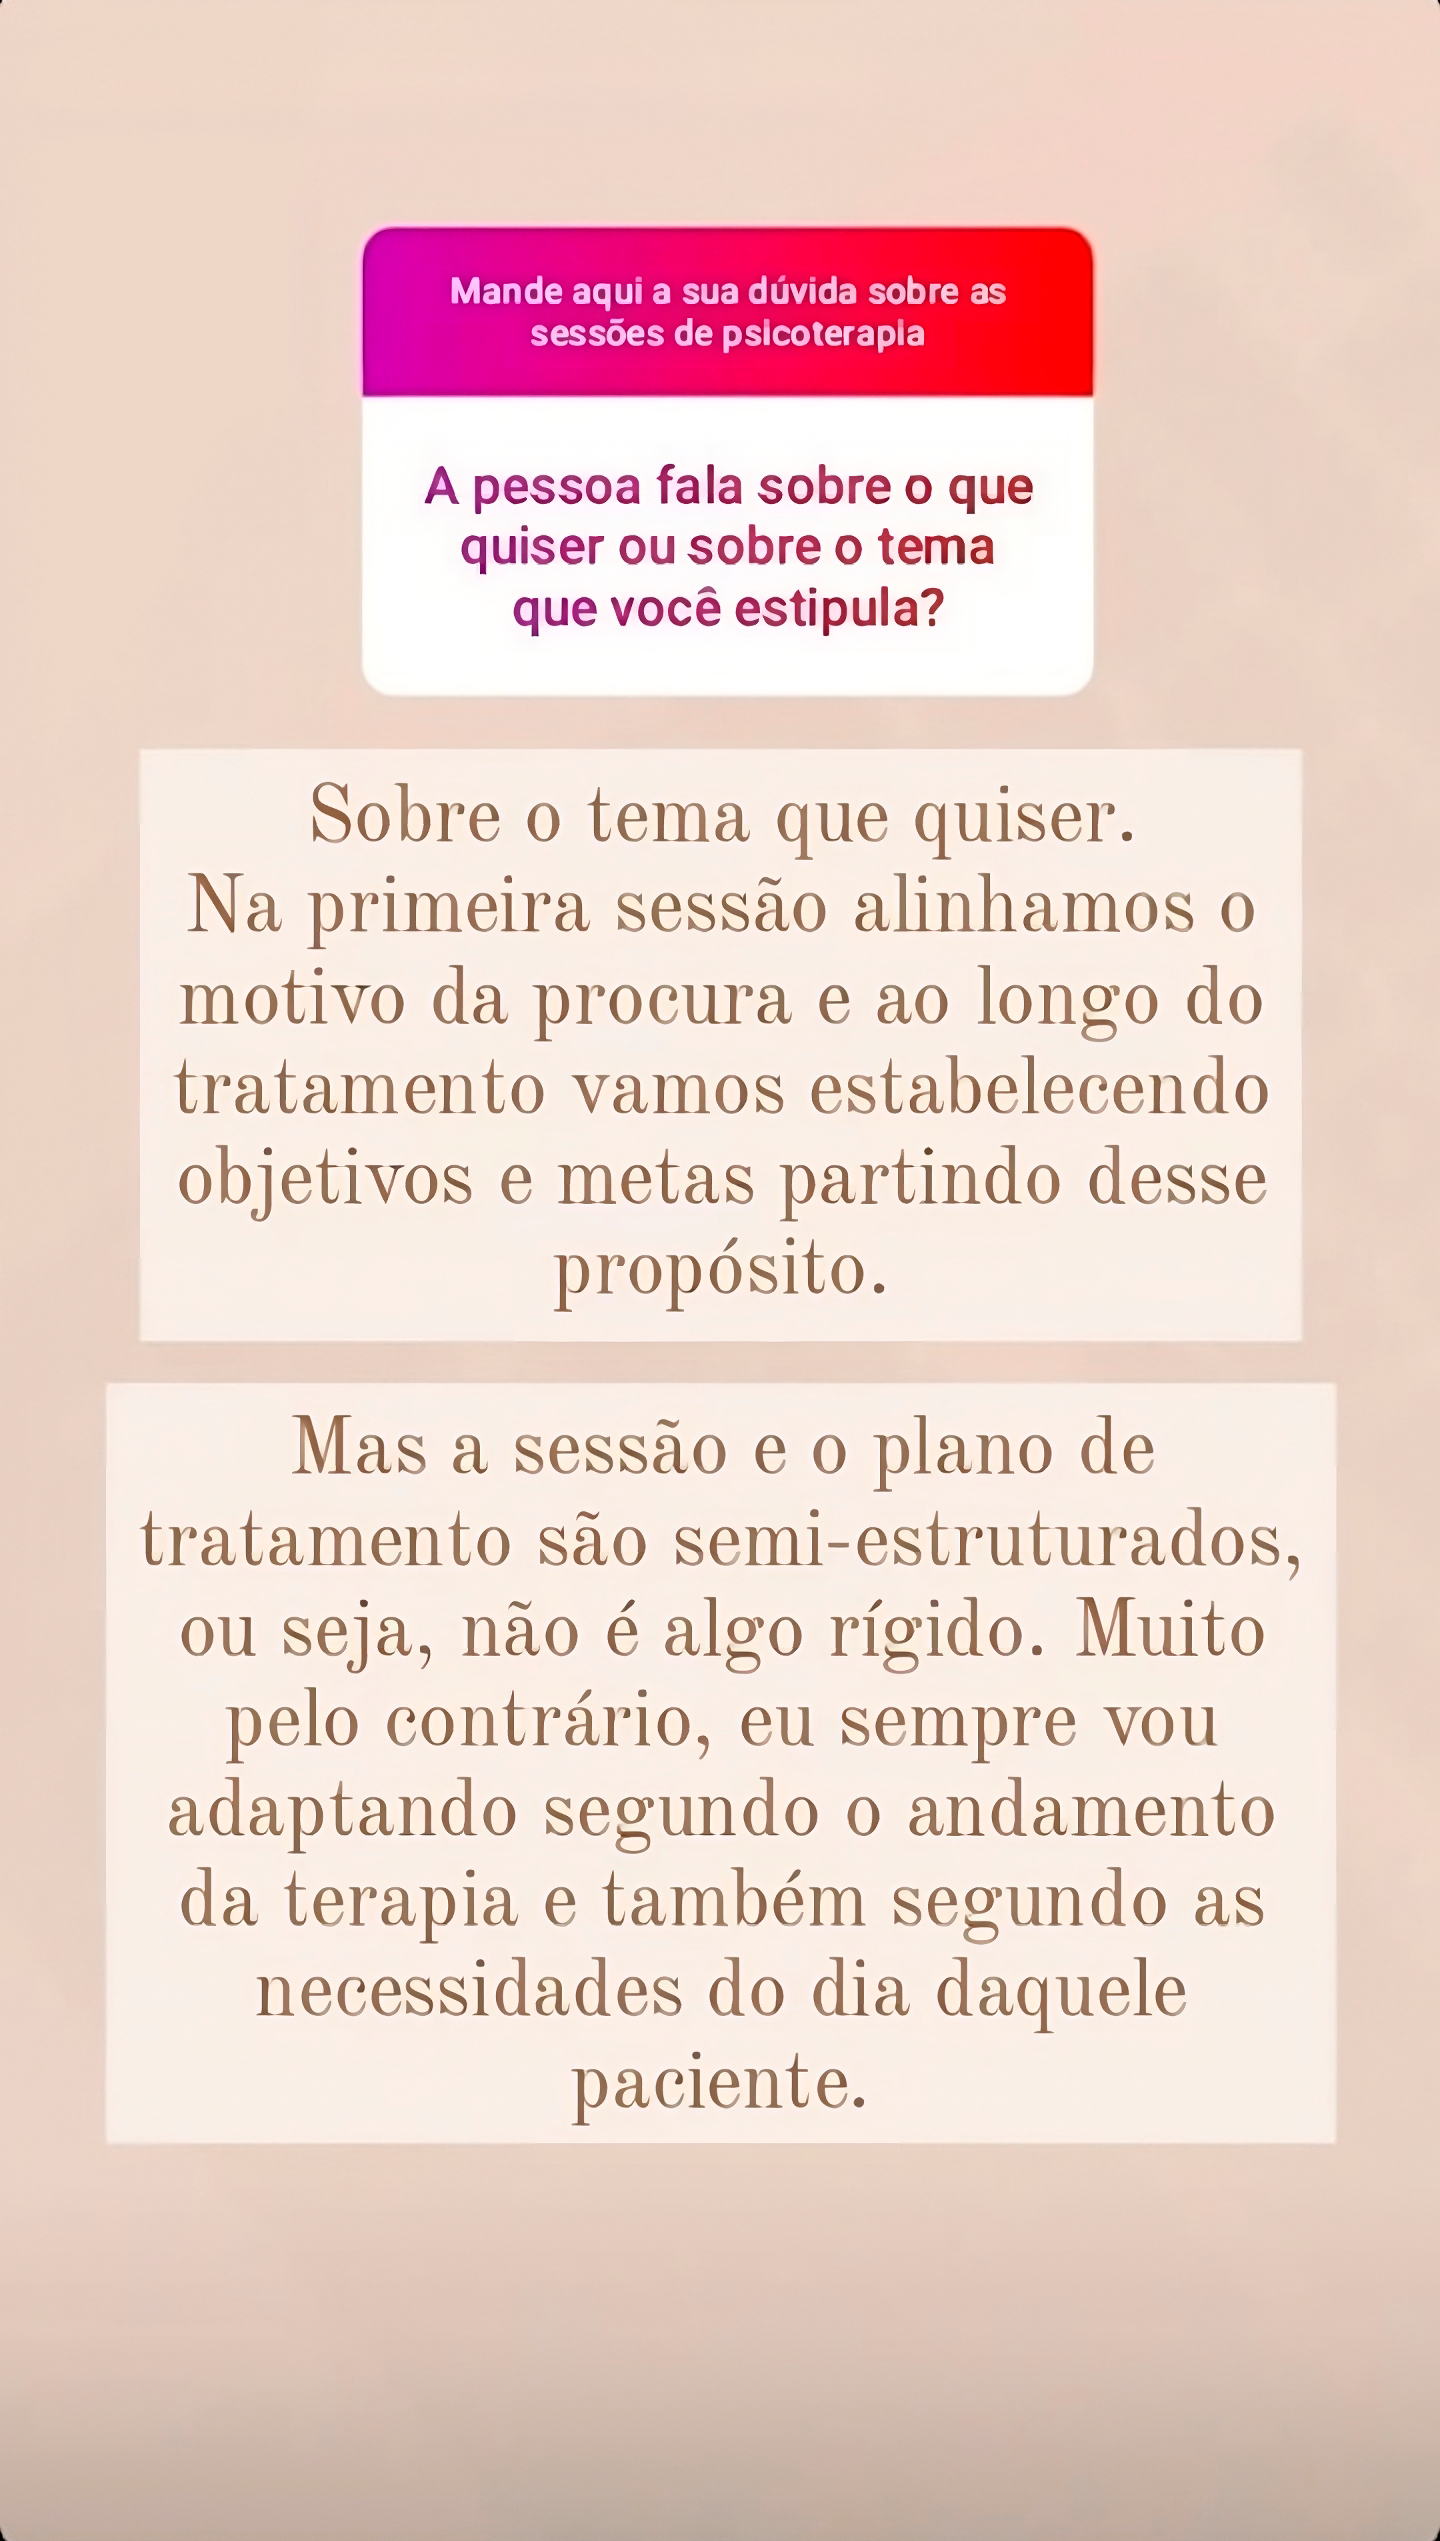 Mande aqui a sua dúvida sobre as
sessões de psicoterapia
A pessoa fala sobre o que
quiser ou sobre o tema
que você estipula?
Sobre o tema que quiser.
Na primeira sessão alinhamos o
motivo da procura e ao longo do
tratamento vamos estabelecendo
objetivos e metas partindo desse
propósito.
Mas a sessão e o plano de
tratamento são semi-estruturados,
ou seja, não é algo rígido. Muito
pelo contrário, eu sempre vou
adaptando segundo o andamento
da terapia e também segundo as
necessidades do dia daquele
paciente.